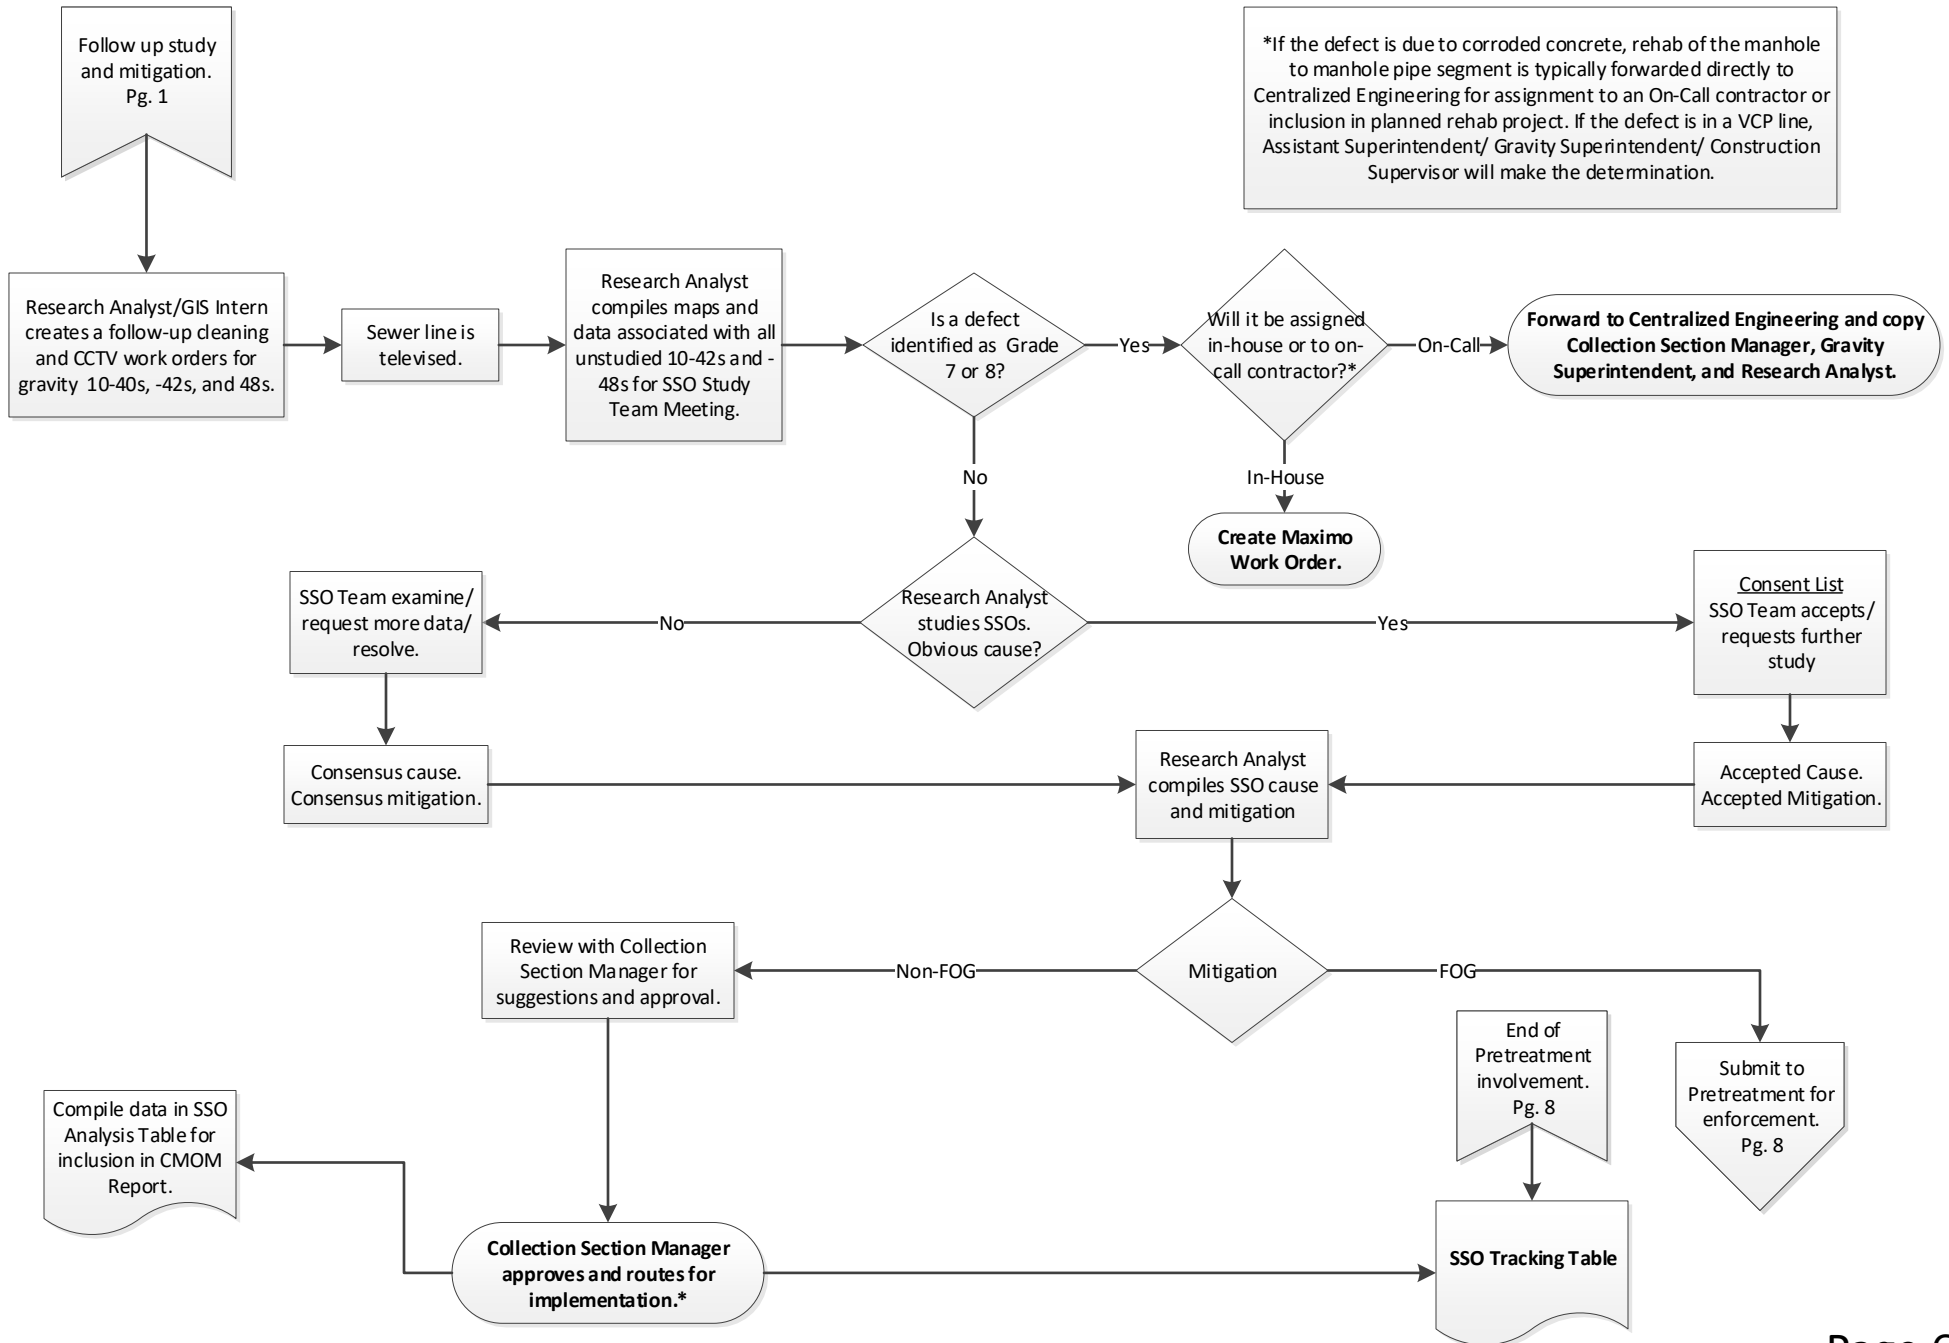 Follow up study
and mitigation.
Pg. 1
*If the defect is due to corroded concrete, rehab of the manhole
to manhole pipe segment is typically forwarded directly to
Centralized Engineering for assignment to an On-Call contractor or
inclusion in planned rehab project. If the defect is in a VCP line,
Assistant Superintendent/ Gravity Superintendent/ Construction
Supervisor will make the determination.
Research Analyst/GIS Intern
creates a follow-up cleaning
and CCTV work orders for
gravity 10-40s, -42s, and 48s.
Sewer line is
televised.
Research Analyst
compiles maps and
data associated with all
unstudied 10-42s and -
48s for SSO Study
Team Meeting.
Is a defect
identified as Grade
7 or 8?
Yes
Will it be assigned
in-house or to on-
call contractor?*
On-Call
Forward to Centralized Engineering and copy
Collection Section Manager, Gravity
Superintendent, and Research Analyst.
No
In-House
Create Maximo
Work Order.
SSO Team examine/
request more data/
resolve.
No
Research Analyst
studies SSOs.
Obvious cause?
Yes
Consent List
SSO Team accepts/
requests further
study
Consensus cause.
Consensus mitigation.
Research Analyst
compiles SSO cause
and mitigation
Accepted Cause.
Accepted Mitigation.
Review with Collection
Section Manager for
suggestions and approval.
Non-FOG
Mitigation
FOG
End of
Pretreatment
involvement.
Pg. 8
Submit to
Pretreatment for
enforcement.
Pg. 8
Compile data in SSO
Analysis Table for
inclusion in CMOM
Report.
Collection Section Manager
approves and routes for
implementation.*
SSO Tracking Table
Page